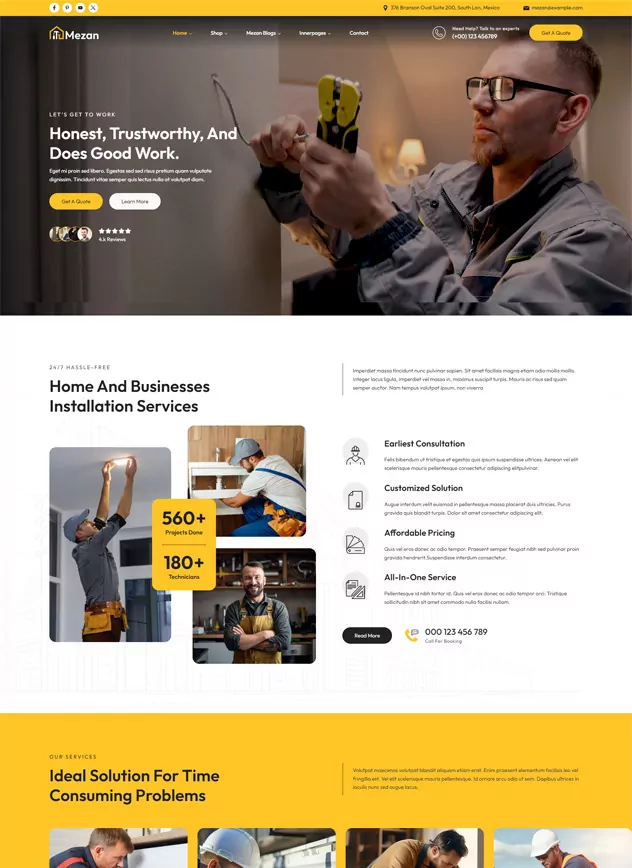 376 Branson Oval Suite 200, South Lon, Mexico
mezan@example.com
Mezan
Home
Shop
Mezan Blogs
Innerpages
Contact
Need Help? Talk to an experts
(+00) 123 456789
Get A Quote
LET'S GET TO WORK
Honest, Trustworthy, And
Does Good Work.
Eget mi proin sed libero. Egestas sed sed risus pretium quam vulputate
dignissim. Tincidunt vitae semper quis lectus nulla at volutpat diam.
Get A Quote
Learn More
4.k Reviews
24/7 HASSLE-FREE
Home And Businesses
Installation Services
Imperdiet massa tincidunt nunc pulvinar sapien. Sit amet facilisis magna etiam odio mollis mollis.
Integer lacus ligula, imperdiet vel massa in, maximus suscipit turpis. Mauris ac risus sed quam
semper auctor. Nam tempus volutpat ipsum, non viverra
560+
Projects Done
180+
Technicians
Earliest Consultation
Felis bibendum ut tristique et egestas quis ipsum suspendisse ultrices. Aenean vel elit
scelerisque mauris pellentesque consectetur adipiscing elitpulvinar.
Customized Solution
Augue interdum velit euismod in pellentesque massa placerat duis ultricies. Purus
gravida quis blandit turpis. Dolor sit amet consectetur adipiscing elit.
Affordable Pricing
Quis vel eros donec ac odio tempor. Praesent semper feugiat nibh sed pulvinar proin
gravida hendrerit.Suspendisse interdum consectetur.
All-In-One Service
Pellentesque id nibh tortor id. Quis vel eros donec ac odio tempor orci. Tristique
sollicitudin nibh sit amet commodo nulla facilisi nullam.
Read More
000 123 456 789
Call For Booking
OUR SERVICES
Ideal Solution For Time
Consuming Problems
Volutpat maecenas volutpat blandit aliquam etiam erat. Enim praesent elementum facilisis leo vel
fringilla est. Vel elit scelerisque mauris pellentesque. Id ornare arcu odio ut sem. Dapibus ultrices in
iaculis nunc sed augue lacus.